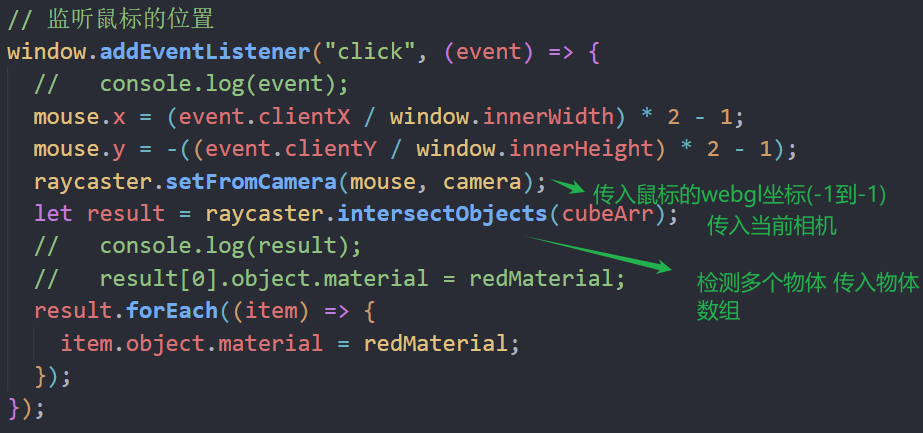 // 监听鼠标的位置
window.addEventListener("click", (event) => {
//   console.log(event);
mouse.x = (event.clientX / window.innerWidth) * 2 - 1;
mouse.y = -((event.clientY / window.innerHeight) * 2 - 1);
raycaster.setFromCamera(mouse, camera);
传入鼠标的webgl坐标(-1到-1)
let result = raycaster.intersectObjects(cubeArr);
传入当前相机
//   console.log(result);
//   result[0].object.material = redMaterial;
检测多个物体 传入物体
数组
result.forEach((item) => {
item.object.material = redMaterial;
});
});